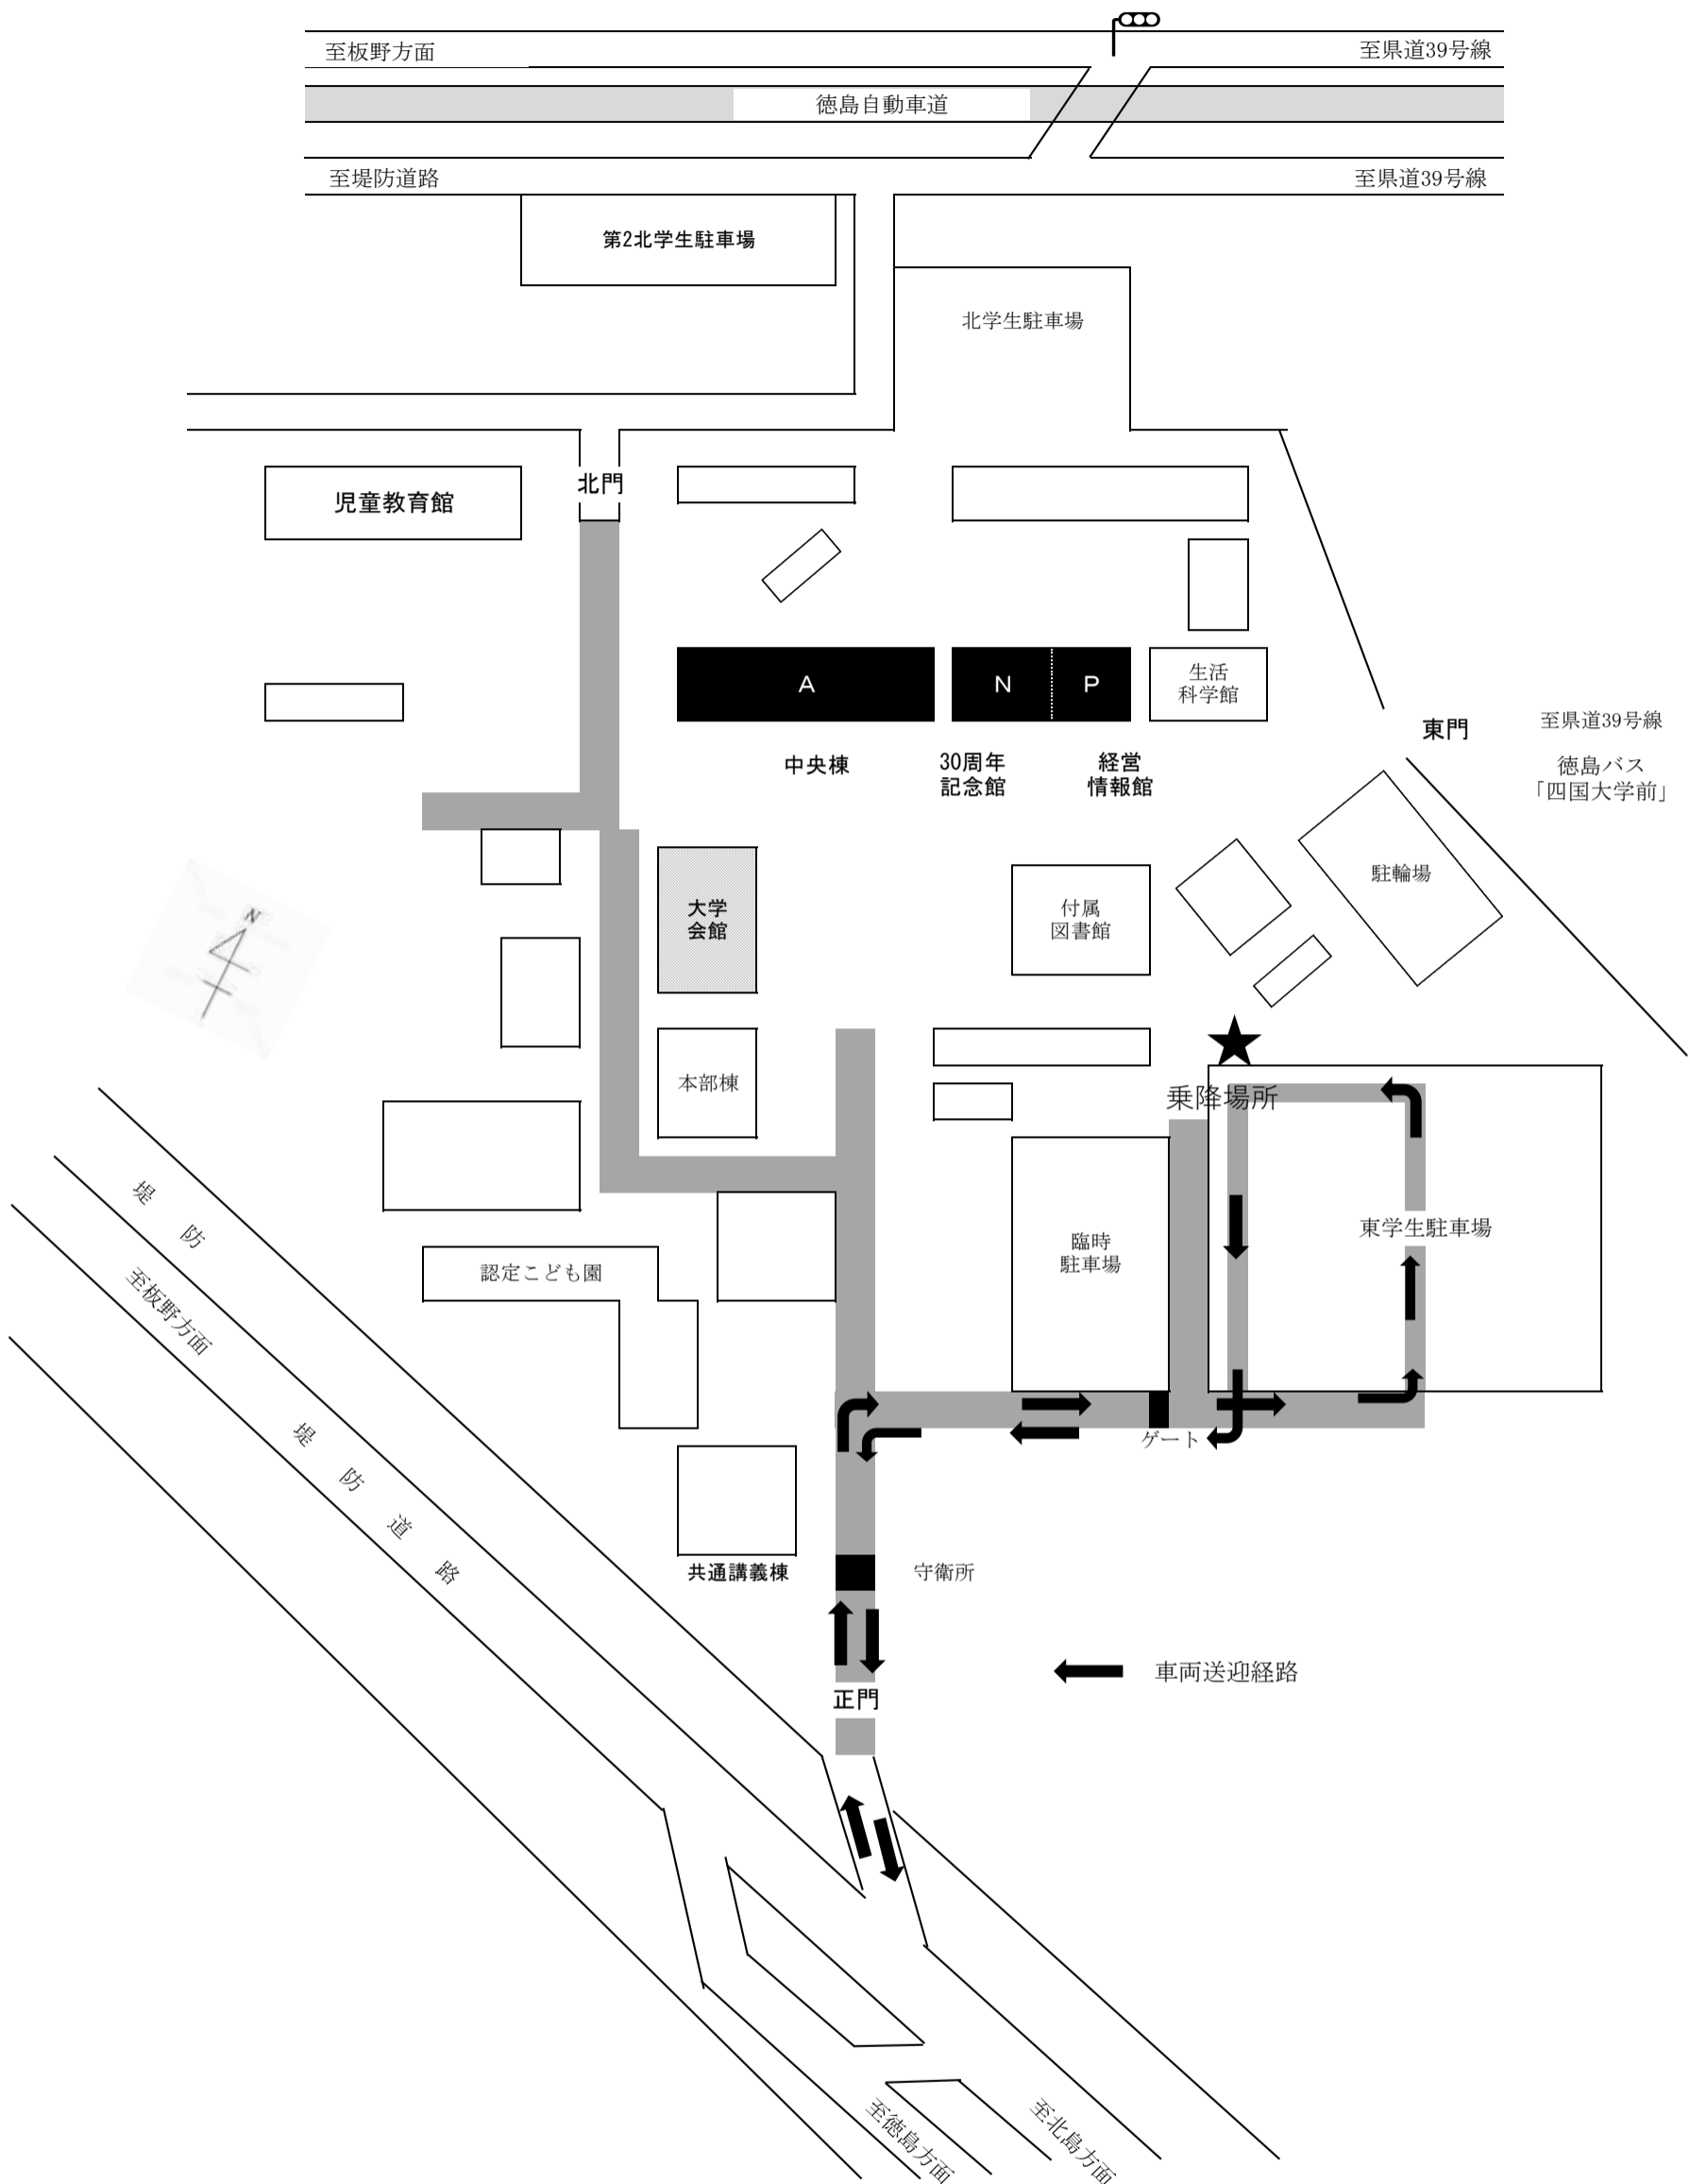 至板野方面
至県道39号線
徳島自動車道
至堤防道路
至県道39号線
第2北学生駐車場
北学生駐車場
北門
児童教育館
A
N
P
生活
科学館
東門
至県道39号線
中央棟
30周年
記念館
経営
情報館
徳島バス
「四国大学前」
駐輪場
大学
会館
付属
図書館
N
本部棟
乗降場所
堤防
東学生駐車場
臨時
駐車場
認定こども園
至板野方面
ゲート
堤防道路
共通講義棟
守衛所
車両送迎経路
正門
至徳島方面
至北島方面